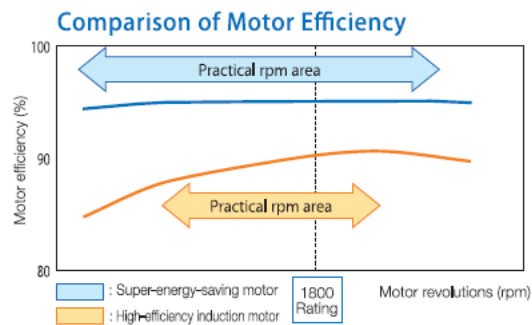 Comparison of Motor Efficiency
100
Practical rpm area
Motor efficiency (%)
90
Practical rpm area
80
: Super-energy-saving motor
1800
Rating
Motor revolutions (rpm)
: High-efficiency induction motor